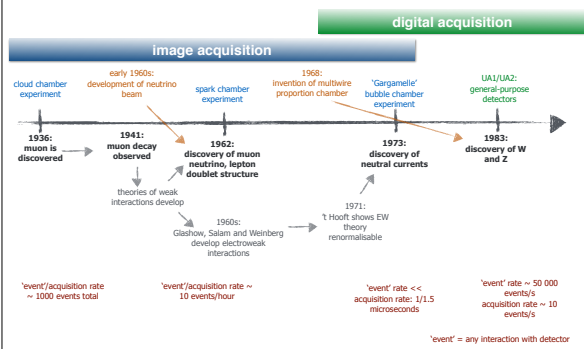 digital acquisition
image acquisition
cloud chamber
experiment
early 1960s:
development of neutrino
beam
spark chamber
experiment
1968:
invention of multiwire
proportion chamber
‘Gargamelle’
bubble chamber
experiment
UA1/UA2:
general-purpose
detectors
1936:
muon is
discovered
1941:
muon decay
observed
1962:
discovery of muon
neutrino, lepton
doublet structure
1973:
discovery of
neutral currents
1983:
discovery of W
and Z
theories of weak
interactions develop
1960s:
Glashow, Salam and Weinberg
develop electroweak
interactions
1971:
't Hooft shows EW
theory
renormalisable
‘event’/acquisition rate
~ 1000 events total
‘event’/acquisition rate ~
10 events/hour
‘event’ rate <<
acquisition rate: 1/1.5
microseconds
‘event’ rate ~ 50 000
events/s
acquisition rate ~ 10
events/s
‘event’ = any interaction with detector